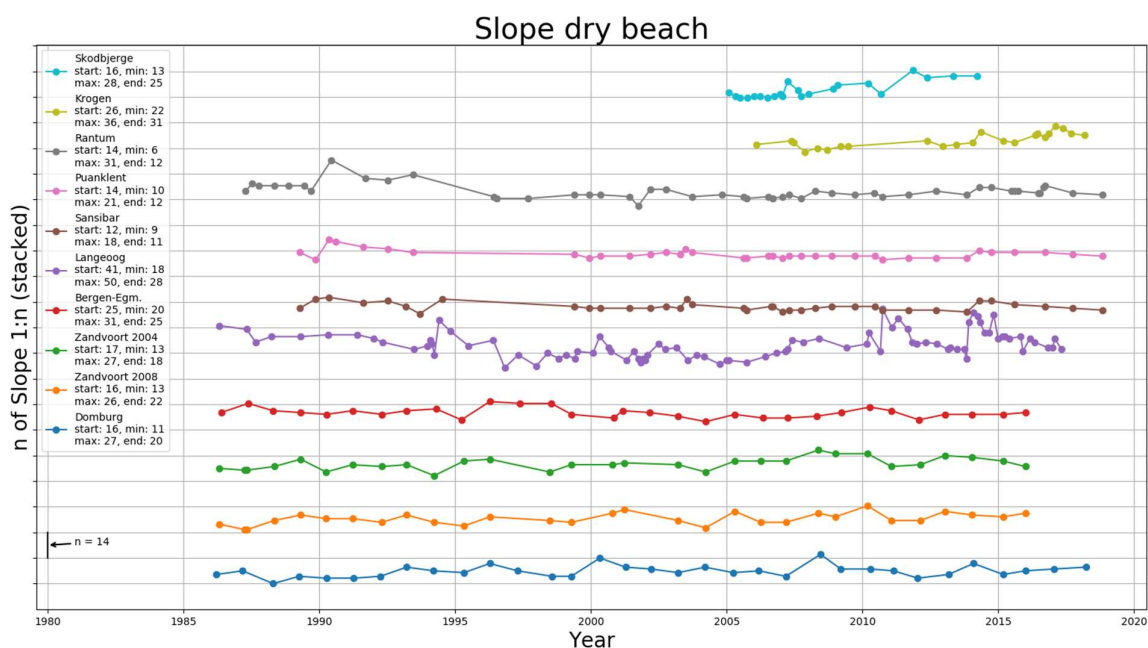 Slope dry beach
n of Slope 1:n (stacked)
Skodbjerge
start: 16, min: 13
max: 28, end: 25
Krogen
start: 26, min: 22
max: 36, end: 31
Rantum
start: 14, min: 6
max: 31, end: 12
Puanklent
start: 14, min: 10
max: 21, end: 12
Sansibar
start: 12, min: 9
max: 18, end: 11
Langeoog
start: 41, min: 18
max: 50, end: 28
Bergen-Egm.
start: 25, min: 20
max: 31, end: 25
Zandvoort 2004
start: 17, min: 13
max: 27, end: 18
Zandvoort 2008
start: 16, min: 13
max: 26, end: 22
Domburg
start: 16, min: 11
max: 27, end: 20
n = 14
1980 1985 1990 1995 2000 2005 2010 2015 2020
Year